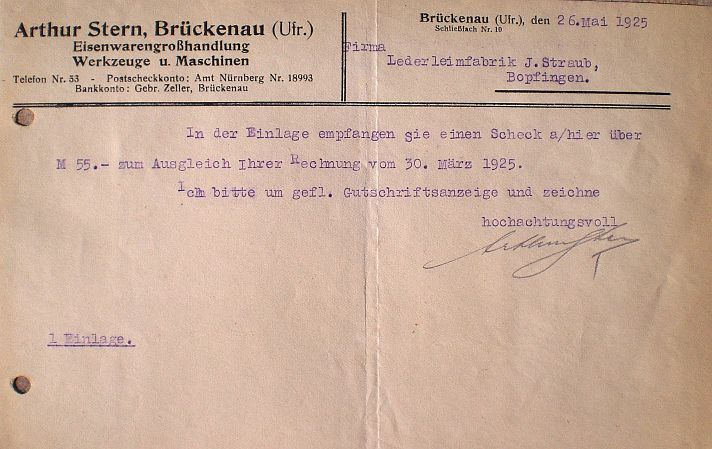 Arthur Stern, Brückenau (Ufr.)
Eisenwarengroßhandlung
Werkzeuge u. Maschinen
Telefon Nr. 53 - Postscheckkonto: Amt Nürnberg Nr. 18993
Bankkonto: Gebr. Zeller, Brückenau
Brückenau (Ufr.), den 26.Mai 1925
Schließfach Nr. 10
Firma
Lederleimfabrik J. Straub,
Bopfingen.
In der Einlage empfangen sie einen Scheck a/hier über
M 55.- zum Ausgleich Ihrer Rechnung vom 30. März 1925.
Ich bitte um gefl. Gutschriftsanzeige und zeichne
hochachtungsvoll
Arthur Stern
1 Einlage.